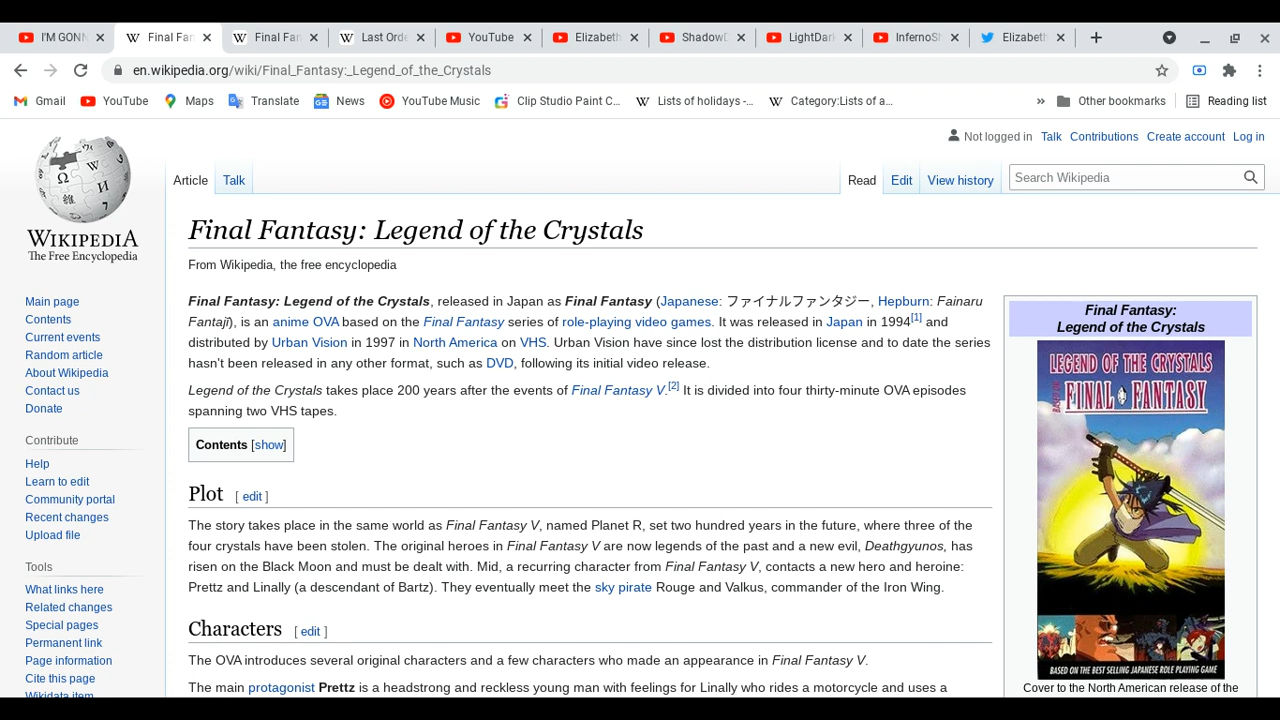 I'M GONN
Final Fan
Final Fan
Last Orde
YouTube
Elizabeth
ShadowD
LightDark
InfernoSh
Elizabeth
en.wikipedia.org/wiki/Final_Fantasy:_Legend_of_the_Crystals
Gmail YouTube Maps Translate News YouTube Music Clip Studio Paint C... Lists of holidays -... Category:Lists of a... » Other bookmarks Reading list
Not logged in Talk Contributions Create account Log in
Article Talk Read Edit View history Search Wikipedia
WIKIPEDIA
The Free Encyclopedia
Main page
Contents
Current events
Random article
About Wikipedia
Contact us
Donate
Contribute
Help
Learn to edit
Community portal
Recent changes
Upload file
Tools
What links here
Related changes
Special pages
Permanent link
Page information
Cite this page
Wikidata item
Final Fantasy: Legend of the Crystals
From Wikipedia, the free encyclopedia
Final Fantasy: Legend of the Crystals, released in Japan as Final Fantasy (Japanese: ファイナルファンタジー, Hepburn: Fainaru
Fantajī), is an anime OVA based on the Final Fantasy series of role-playing video games. It was released in Japan in 1994[1] and
distributed by Urban Vision in 1997 in North America on VHS. Urban Vision have since lost the distribution license and to date the series
hasn't been released in any other format, such as DVD, following its initial video release.
Legend of the Crystals takes place 200 years after the events of Final Fantasy V.[2] It is divided into four thirty-minute OVA episodes
spanning two VHS tapes.
Contents [show]
Plot [ edit ]
The story takes place in the same world as Final Fantasy V, named Planet R, set two hundred years in the future, where three of the
four crystals have been stolen. The original heroes in Final Fantasy V are now legends of the past and a new evil, Deathgyunos, has
risen on the Black Moon and must be dealt with. Mid, a recurring character from Final Fantasy V, contacts a new hero and heroine:
Prettz and Linally (a descendant of Bartz). They eventually meet the sky pirate Rouge and Valkus, commander of the Iron Wing.
Characters [ edit ]
The OVA introduces several original characters and a few characters who made an appearance in Final Fantasy V.
The main protagonist Prettz is a headstrong and reckless young man with feelings for Linally who rides a motorcycle and uses a
Final Fantasy:
Legend of the Crystals
LEGEND OF THE CRYSTALS
BASED ON
FINAL FANTASY
BASED ON THE BEST SELLING JAPANESE ROLE PLAYING GAME
Cover to the North American release of the